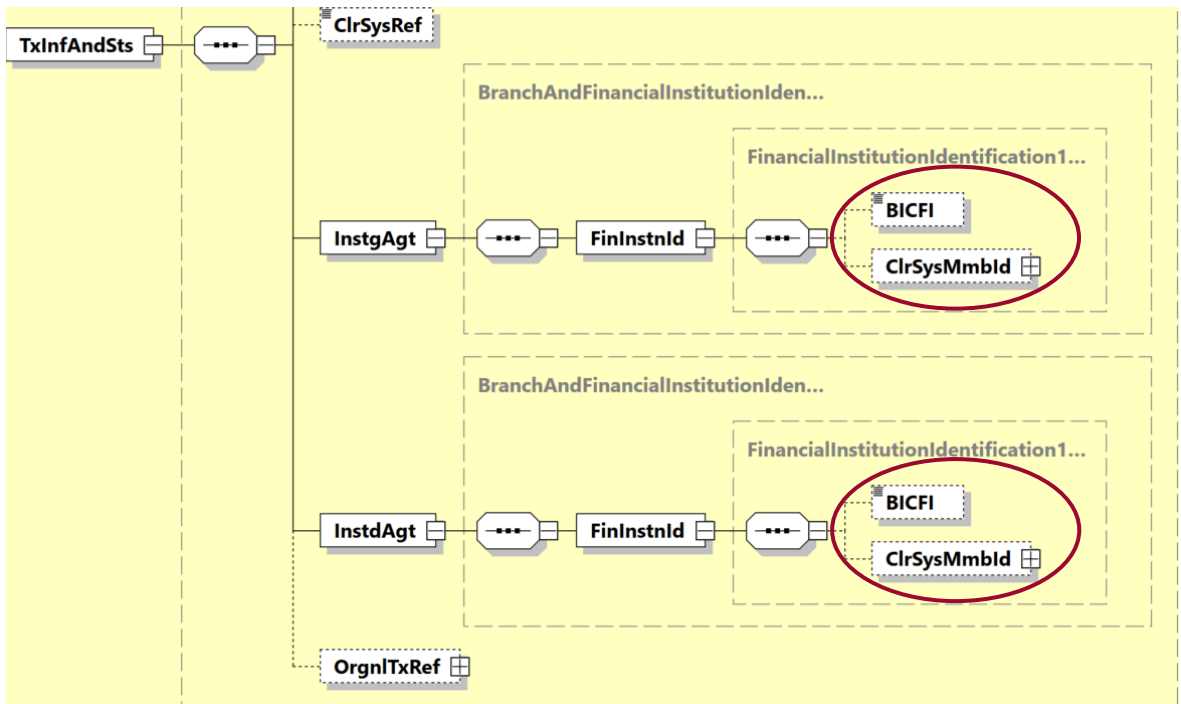 ClrSysRef
TxInfAndSts
BranchAndFinancialInstitutionIden...
FinancialInstitutionIdentification1...
BICFI
InstgAgt
FinInstnId
ClrSysMmbId
BranchAndFinancialInstitutionIden...
FinancialInstitutionIdentification1...
BICFI
InstdAgt
FinInstnId
ClrSysMmbId
OrgnlTxRef